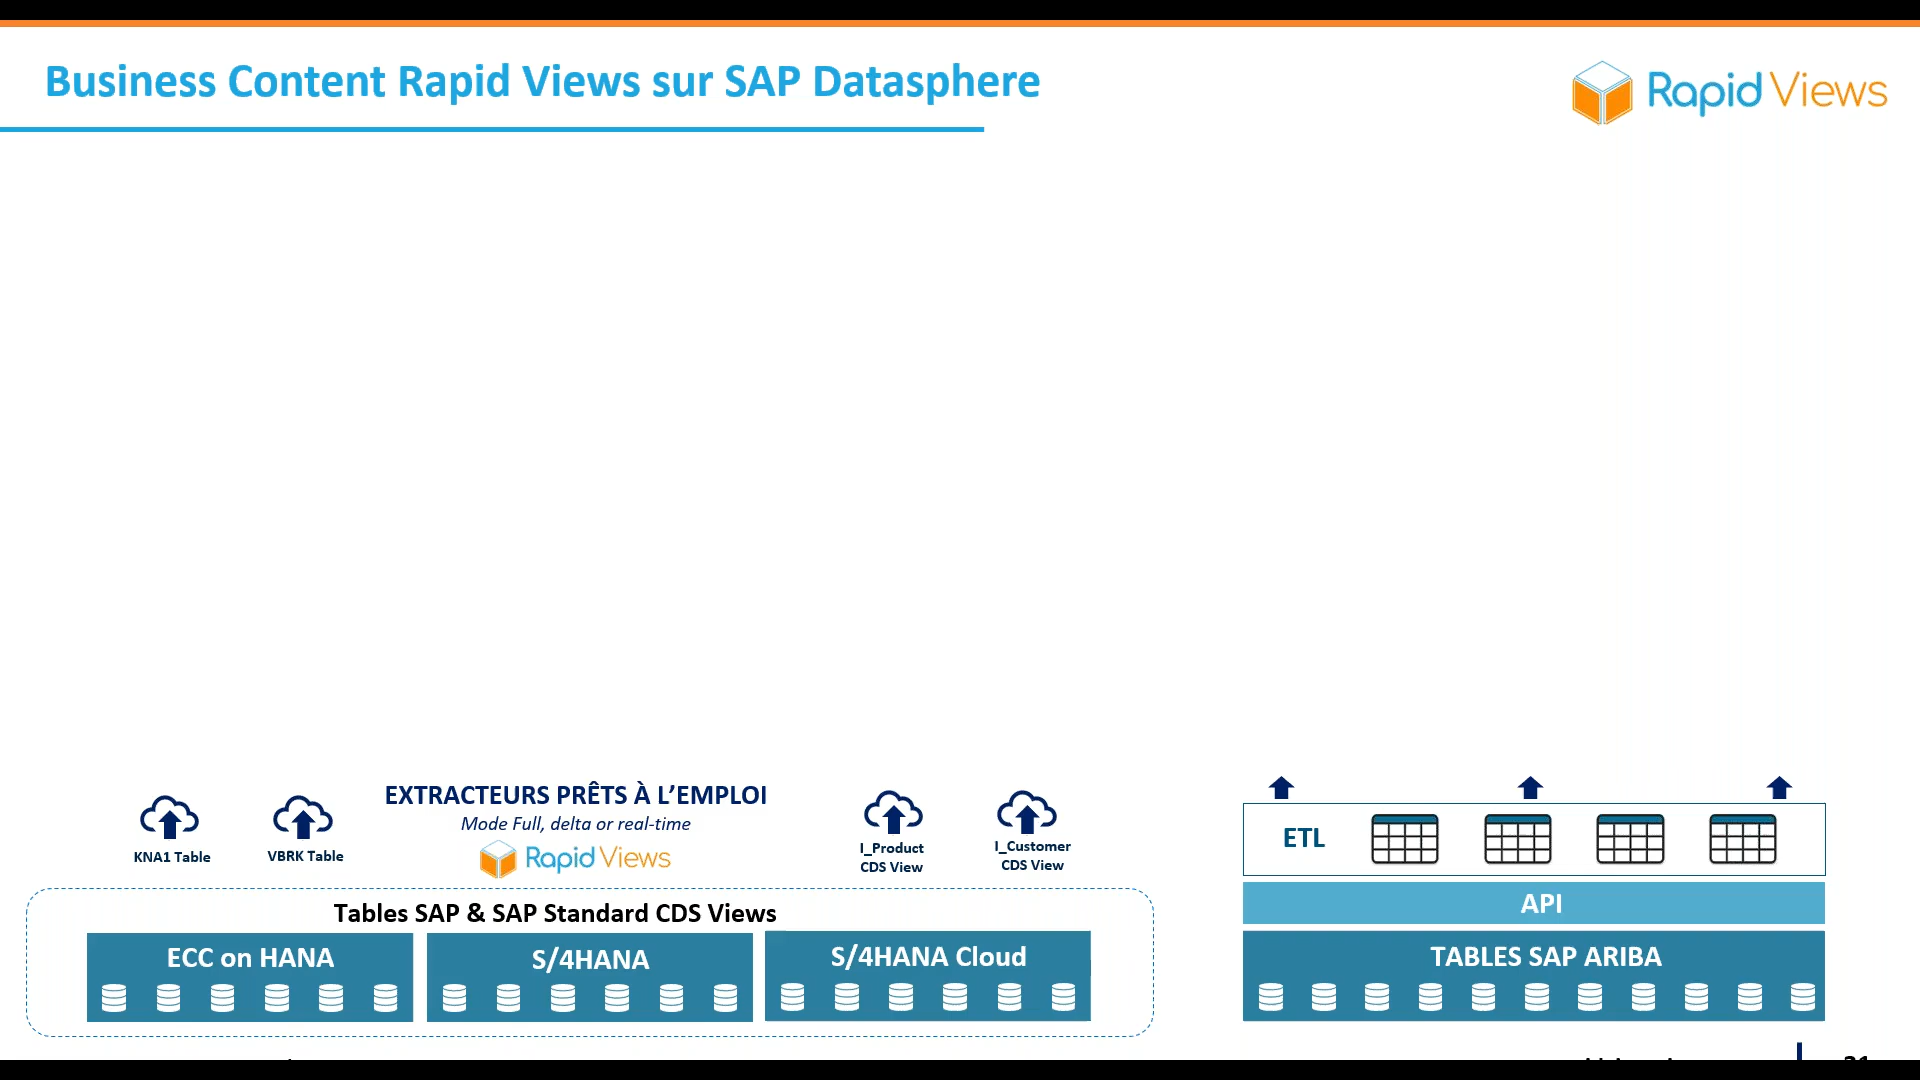 Business Content Rapid Views sur SAP Datasphere
Rapid Views
EXTRACTEURS PRÊTS À L’EMPLOI
Mode Full, delta or real-time
Rapid Views
KNA1 Table
VBRK Table
I_Product
CDS View
I_Customer
CDS View
Tables SAP & SAP Standard CDS Views
ECC on HANA
S/4HANA
S/4HANA Cloud
ETL
API
TABLES SAP ARIBA